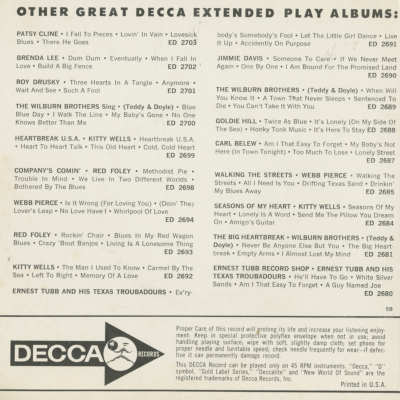 OTHER GREAT DECCA EXTENDED PLAY ALBUMS:
PATSY CLINE • I Fall to Pieces • Lovin' In Vain • Lovesick
Blues • There He Goes ED 2703
BRENDA LEE • Dum Dum • Eventually • When I Fall In
Love • Build A Big Fence ED 2702
ROY DRUSKY • Three Hearts In A Tangle • Anymore •
Wait And See • Such A Fool ED 2701
THE WILBURN BROTHERS Sing • (Teddy & Doyle) • Blue
Blue Day • I Walk The Line • My Baby's Gone • No One
Knows Better Than Me ED 2700
HEARTBREAK U.S.A. • KITTY WELLS • Heartbreak U.S.A.
• Heart To Heart Talk • This Old Heart • Cold, Cold Heart
ED 2699
COMPANY'S COMIN' • RED FOLEY • Methodist Pie •
Trouble In Mind • We Live In Two Different Worlds •
Bothered By the Blues ED 2698
WEBB PIERCE • Is It Wrong (For Loving You) • (Doin' The)
Lover's Leap • No Love Have I • Whirlpool Of Love
ED 2694
RED FOLEY • Rockin' Chair • Blues In My Red Wagon
Blues • Crazy 'Bout Banjos • Living Is A Lonesome Thing
ED 2693
KITTY WELLS • The Man I Used To Know • Carmel By The
Sea • Left To Right • Memory Of A Love ED 2692
ERNEST TUBB AND HIS TEXAS TROUBADOURS • Ev'ry-
body's Somebody's Fool • Let The Little Girl Dance • Live
It Up • Accidently On Purpose ED 2691
JIMMIE DAVIS • Someone To Care • If We Never Meet
Again • One By One • I Am Bound For The Promised Land
ED 2690
THE WILBURN BROTHERS • (Teddy & Doyle) • When Will
You Know It • A Town That Never Sleeps • Sentenced To
Die • You Can't Take It With You ED 2689
GOLDIE HILL • Twice As Blue • It's Lonely (On My Side Of
The Sea) • Honky Tonk Music • It's Here To Stay ED 2688
CARL BELEW • Am I That Easy To Forget • My Baby's Not
Here (In Town Tonight) • Too Much To Lose • Lonely Street
ED 2687
WALKING THE STREETS • WEBB PIERCE • Walking The
Streets • All I Need Is You • Drifting Texas Sand • Drinkin'
My Blues Away ED 2685
SEASONS OF MY HEART • KITTY WELLS • Seasons Of My
Heart • Lonely Is A Word • Send Me The Pillow You Dream
On • Amigo's Guitar ED 2684
THE BIG HEARTBREAK • WILBURN BROTHERS • (Teddy &
Doyle) • Never Be Anyone Else But You • The Big Heart-
break • Empty Arms • I Almost Lost My Mind ED 2681
ERNEST TUBB RECORD SHOP • ERNEST TUBB AND HIS
TEXAS TROUBADOURS • He'll Have To Go • White Silver
Sands • Am I That Easy To Forget • A Guy Named Joe
ED 2680
5B
DECCA RECORDS
Proper Care of this record will prolong its life and increase your listening enjoy-
ment. Keep in special protective polyflex envelope when not in use; avoid
handling playing surface; wipe with soft, slightly damp cloth; set phono for
proper needle and turntable speed; check needle frequently for wear—if defec-
tive it can permanently damage record.
This DECCA Record can be played only on 45 RPM instruments. "Decca," "D"
symbol, "Gold Label Series," "Deccalite" and "New World Of Sound" are the
registered trademarks of Decca Records, Inc.
Printed in U.S.A.